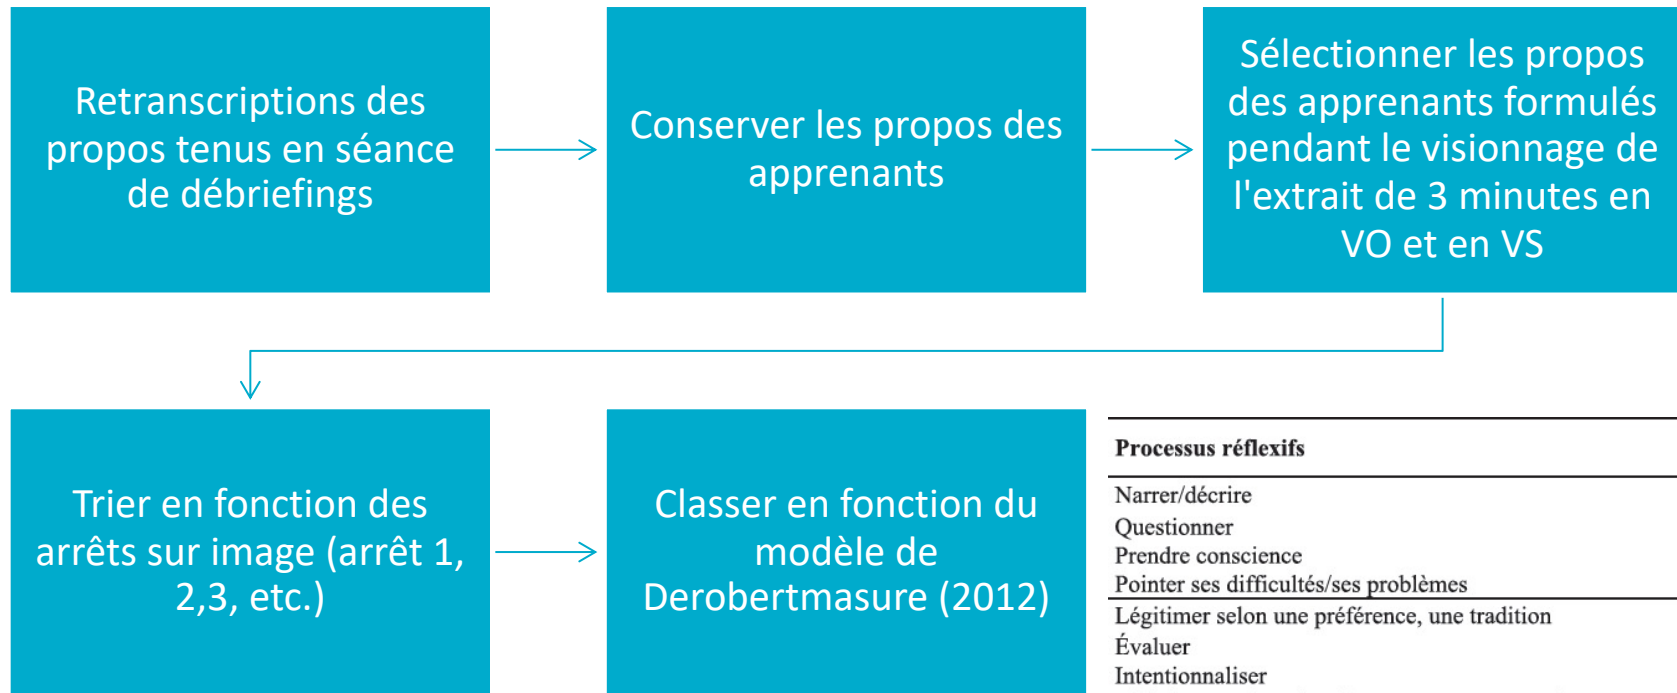 Retranscriptions des
propos tenus en séance
de débriefings
Conserver les propos des
apprenants
Sélectionner les propos
des apprenants formulés
pendant le visionnage de
l'extrait de 3 minutes en
VO et en VS
Trier en fonction des
arrêts sur image (arrêt 1,
2,3, etc.)
Classer en fonction du
modèle de
Derobertmasure (2012)
Processus réflexifs
Narrer/décrire
Questionner
Prendre conscience
Pointer ses difficultés/ses problèmes
Légitimer selon une préférence, une tradition
Évaluer
Intentionnaliser